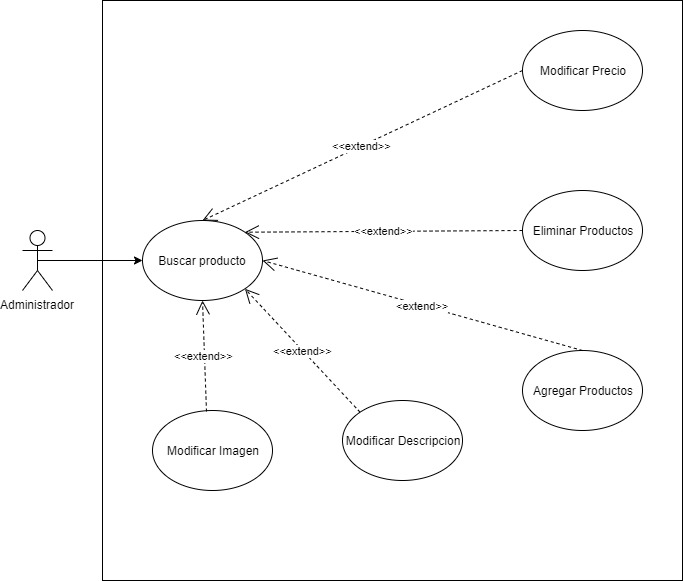 Modificar Precio
<<extend>>
Eliminar Productos
<<extend>>
Buscar producto
Administrador
<extend>>
<<extend>>
<<extend>>
Agregar Productos
Modificar Descripcion
Modificar Imagen